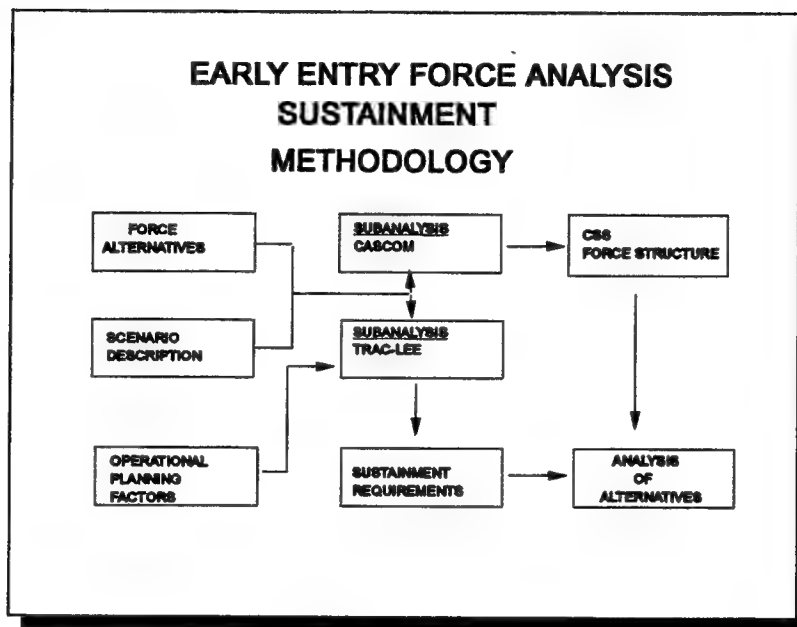 EARLY ENTRY FORCE ANALYSIS
SUSTAINMENT
METHODOLOGY
FORCE
ALTERNATIVES
SUBANALYSIS
CASCOM
CSS
FORCE STRUCTURE
SCENARIO
DESCRIPTION
SUBANALYSIS
TRAC-LEE
OPERATIONAL
PLANNING
FACTORS
SUSTAINMENT
REQUIREMENTS
ANALYSIS
OF
ALTERNATIVES